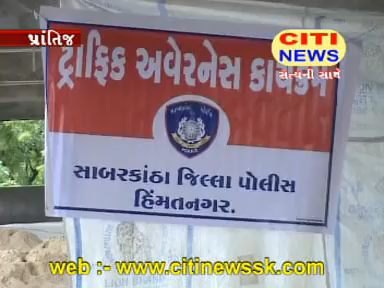 પ્રાંતિજ
CITI
NEWS
સત્યની સાથે
ટ્રાફિક અવેરનેસ કાર્યક્રમ
સાબરકાંઠા જિલ્લા પોલીસ
હિંમતનગર.
web :- www.citinewssk.com